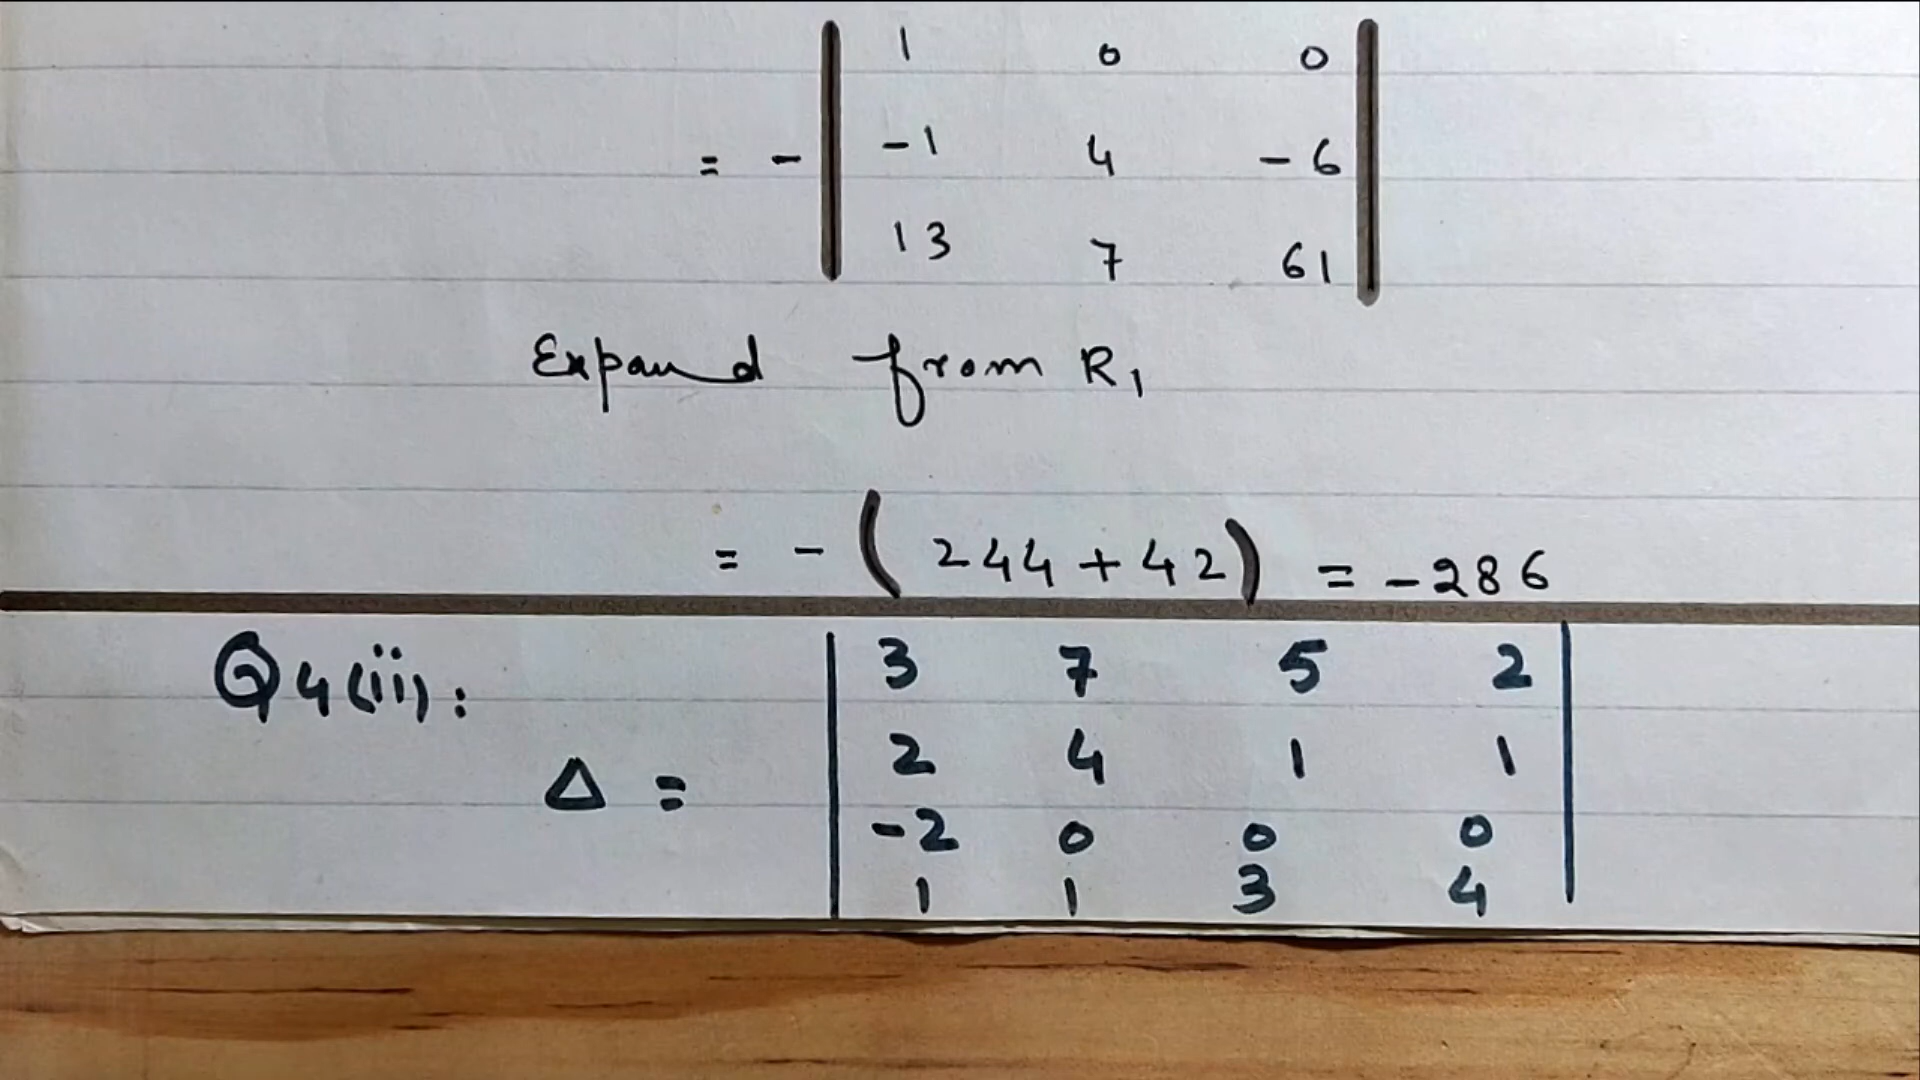 1 0 0
= - -1 4 -6
13 7 61
Expand from R1
= - ( 244 + 42 ) = -286
Q4(ii):
3 7 5 2
Δ = 2 4 1 1
-2 0 0 0
1 1 3 4